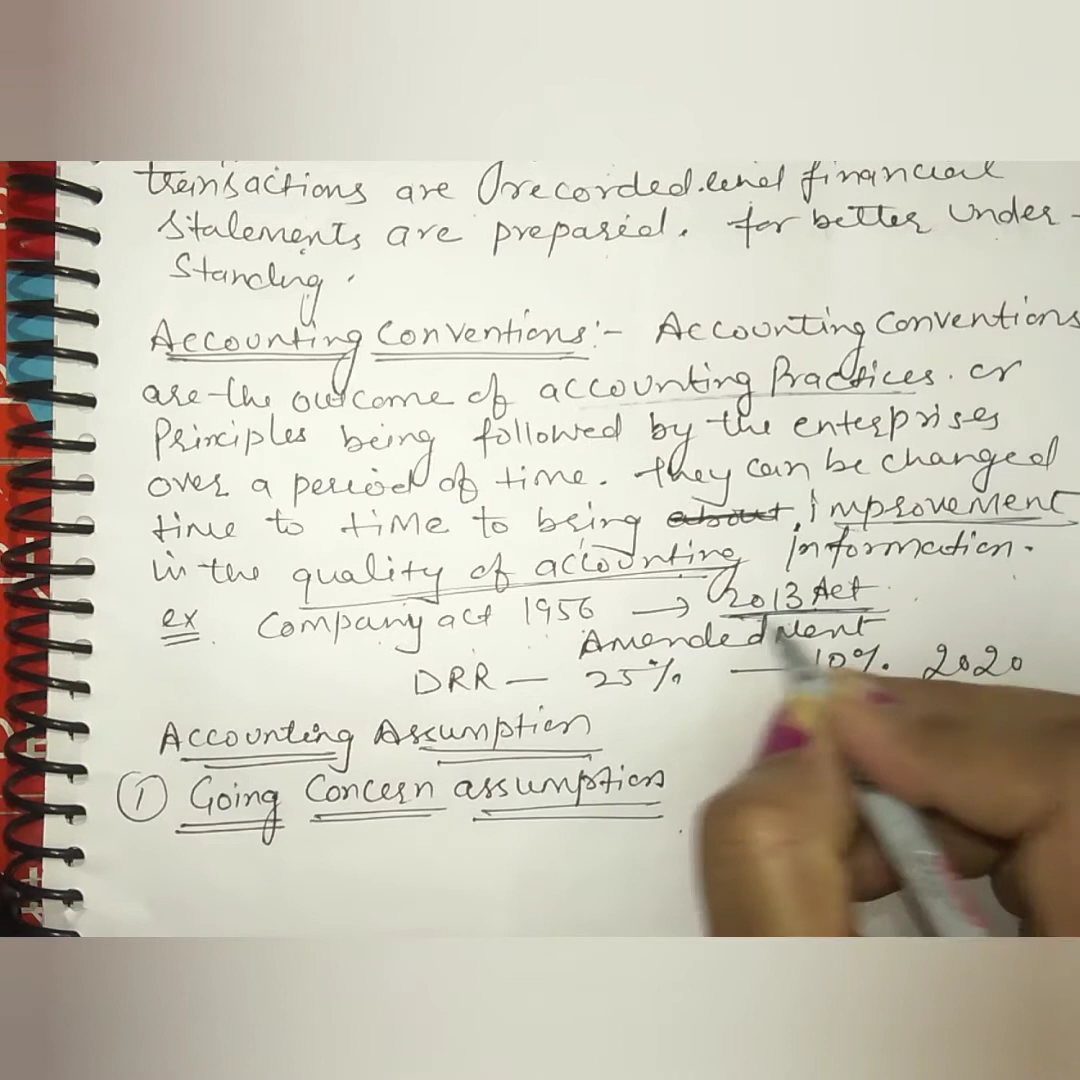 transactions are recorded and financial
Statements are prepared. for better Under-
Standing.
Accounting Conventions:- Accounting Conventions
are the outcome of accounting Practices. or
Principles being followed by the enterprises
over a period of time. they can be changed
time to time to being about improvement
in the quality of accounting information.
ex. Company act 1956 → 2013 Act
Amendedment
DRR — 25% — 10% 2020
Accounting Assumption
① Going Concern assumption